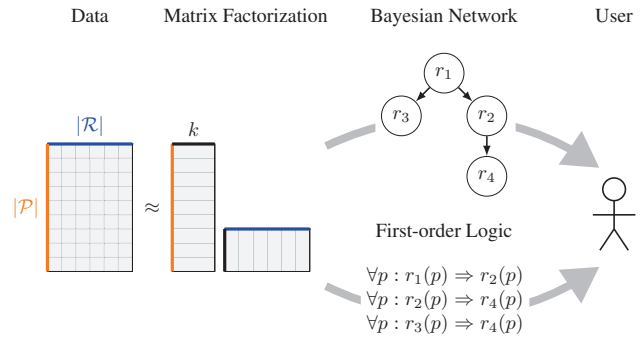 Data Matrix Factorization Bayesian Network User
r₁
r₃ r₂
r₄
|ℛ| k
|𝒫| ≈
First-order Logic
∀p : r₁(p) ⇒ r₂(p)
∀p : r₂(p) ⇒ r₄(p)
∀p : r₃(p) ⇒ r₄(p)